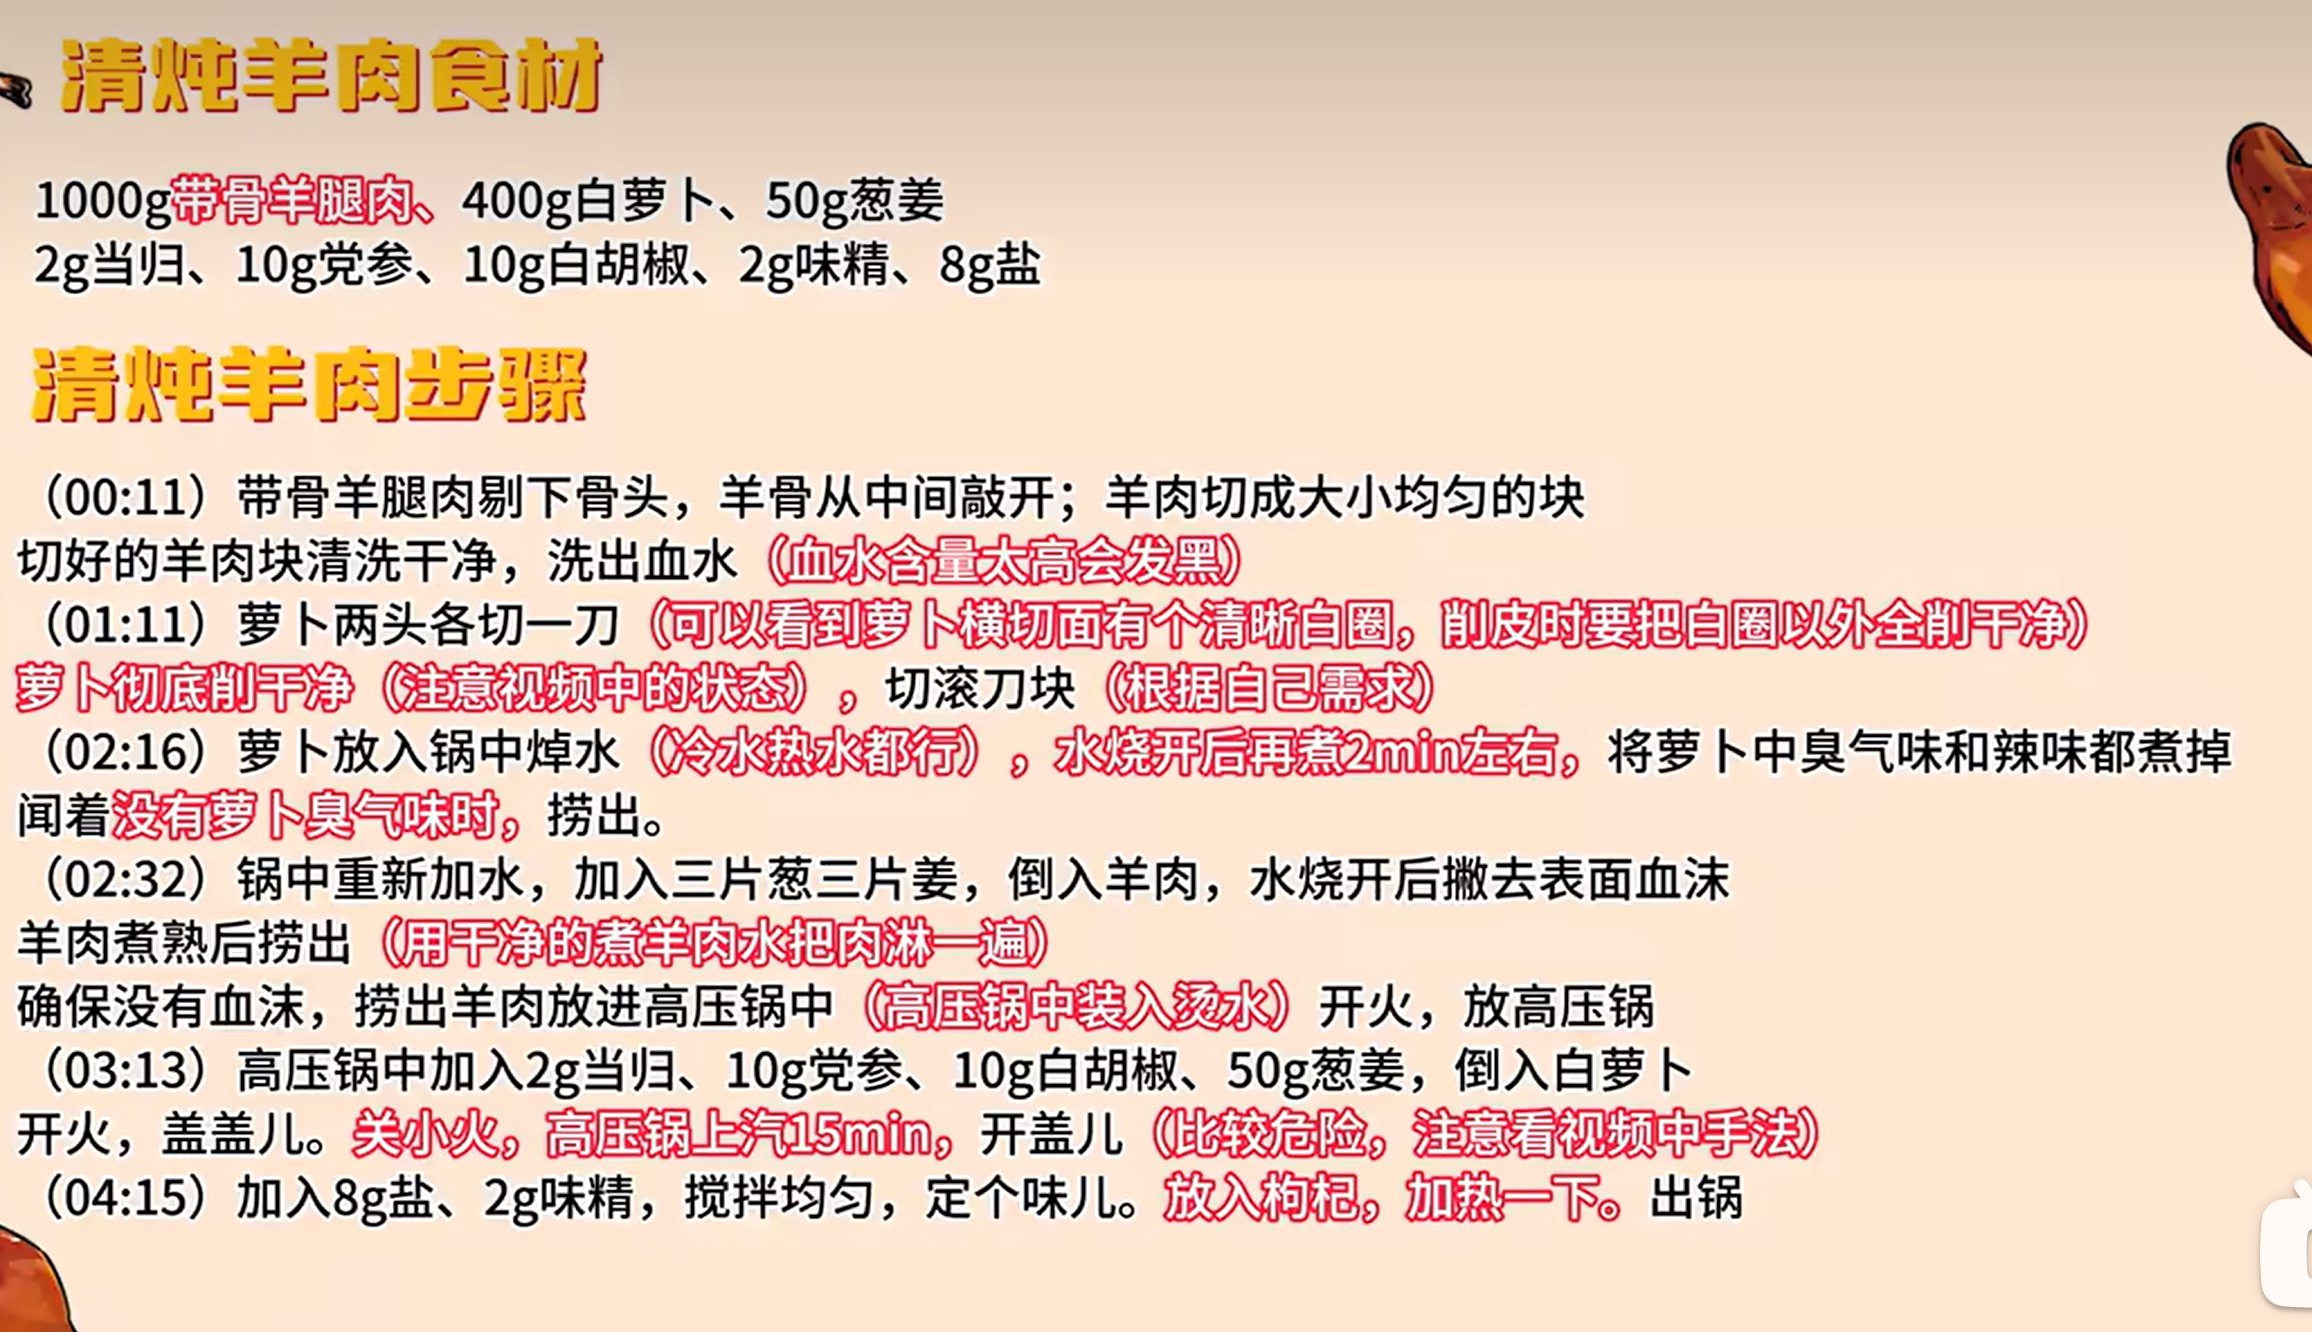 清炖羊肉食材
1000g带骨羊腿肉、400g白萝卜、50g葱姜
2g当归、10g党参、10g白胡椒、2g味精、8g盐
清炖羊肉步骤
（00:11）带骨羊腿肉剔下骨头，羊骨从中间敲开；羊肉切成大小均匀的块
切好的羊肉块清洗干净，洗出血水（血水含量太高会发黑）
（01:11）萝卜两头各切一刀（可以看到萝卜横切面有个清晰白圈，削皮时要把白圈以外全削干净）
萝卜彻底削干净（注意视频中的状态），切滚刀块（根据自己需求）
（02:16）萝卜放入锅中焯水（冷水热水都行），水烧开后再煮2min左右，将萝卜中臭气味和辣味都煮掉
闻着没有萝卜臭气味时，捞出。
（02:32）锅中重新加水，加入三片葱三片姜，倒入羊肉，水烧开后撇去表面血沫
羊肉煮熟后捞出（用干净的煮羊肉水把肉淋一遍）
确保没有血沫，捞出羊肉放进高压锅中（高压锅中装入烫水）开火，放高压锅
（03:13）高压锅中加入2g当归、10g党参、10g白胡椒、50g葱姜，倒入白萝卜
开火，盖盖儿。关小火，高压锅上汽15min，开盖儿（比较危险，注意看视频中手法）
（04:15）加入8g盐、2g味精，搅拌均匀，定个味儿。放入枸杞，加热一下。出锅